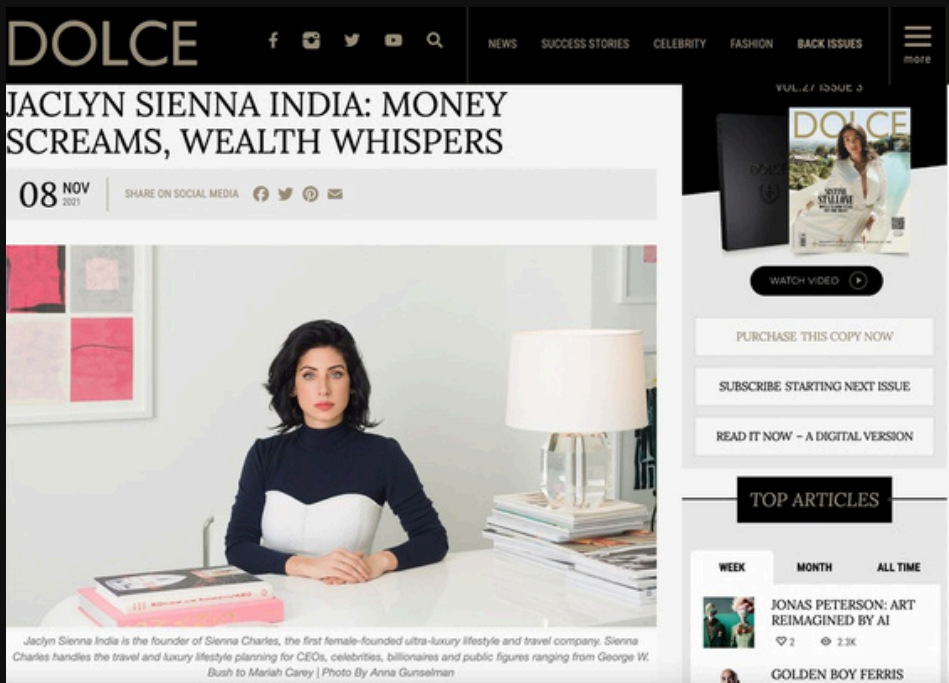 DOLCE
NEWS SUCCESS STORIES CELEBRITY FASHION BACK ISSUES
more
JACLYN SIENNA INDIA: MONEY
SCREAMS, WEALTH WHISPERS
08 NOV
2021
SHARE ON SOCIAL MEDIA
Jaclyn Sienna India is the founder of Sienna Charles, the first female-founded ultra-luxury lifestyle and travel company. Sienna
Charles handles the travel and luxury lifestyle planning for CEOs, celebrities, billionaires and public figures ranging from George W.
Bush to Mariah Carey | Photo By Anna Gunselman
VOL.27 ISSUE 3
DOLCE
SISTINE
STALLONE
WATCH VIDEO
PURCHASE THIS COPY NOW
SUBSCRIBE STARTING NEXT ISSUE
READ IT NOW – A DIGITAL VERSION
TOP ARTICLES
WEEK MONTH ALL TIME
JONAS PETERSON: ART
REIMAGINED BY AI
2 2.3K
GOLDEN BOY FERRIS